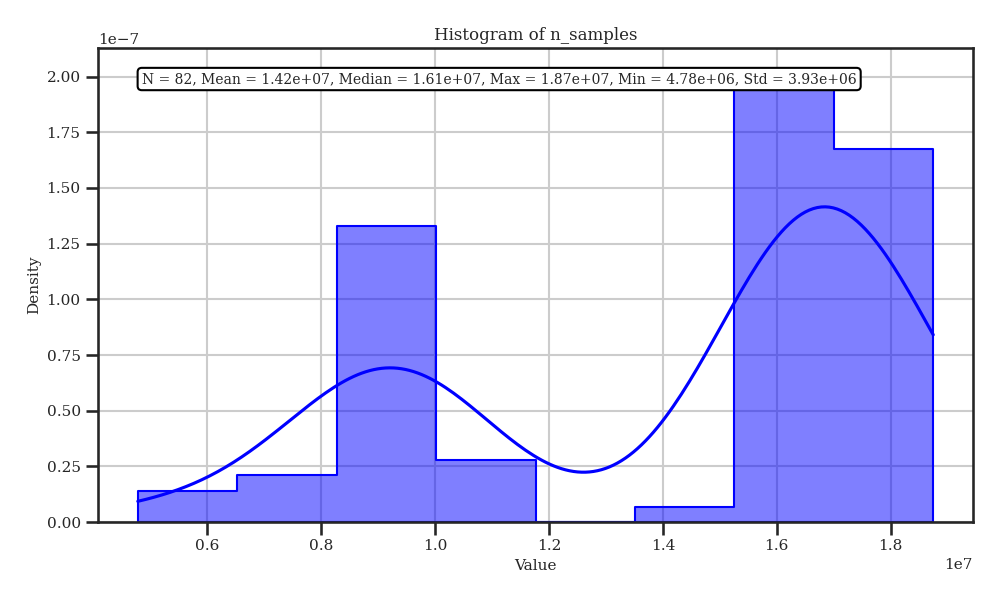 Histogram of n_samples
1e−7
N = 82, Mean = 1.42e+07, Median = 1.61e+07, Max = 1.87e+07, Min = 4.78e+06, Std = 3.93e+06
2.00
1.75
1.50
1.25
1.00
0.75
0.50
0.25
0.00
Density
0.6 0.8 1.0 1.2 1.4 1.6 1.8
1e7
Value